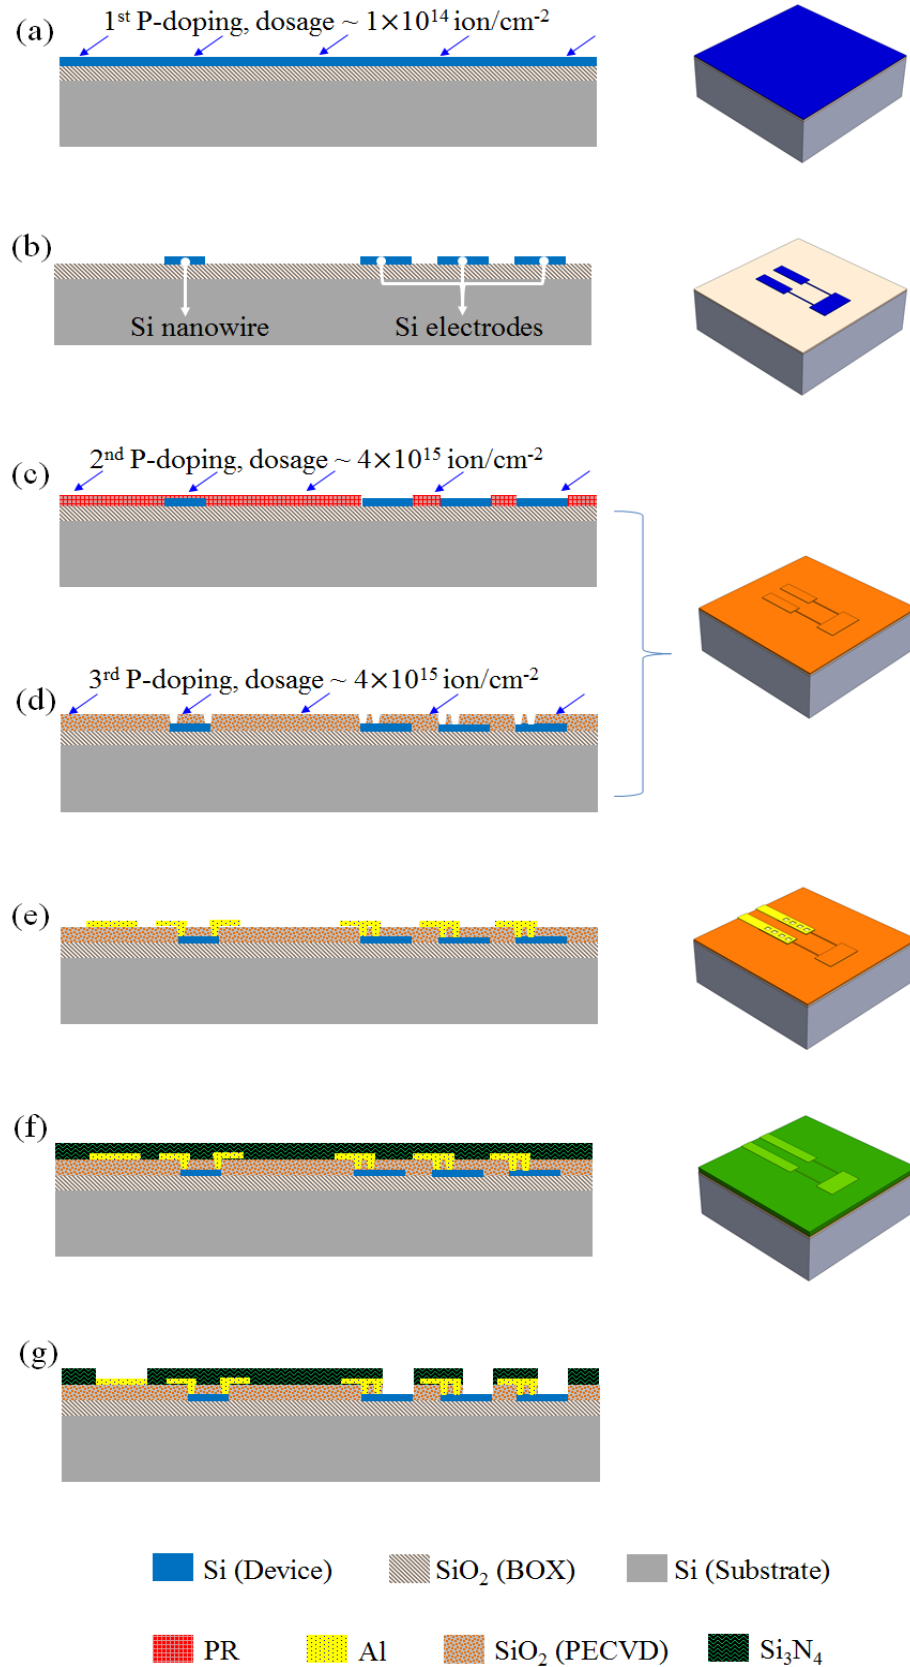 (a)
1st P-doping, dosage ~ 1×10^14 ion/cm^-2
(b)
Si nanowire
Si electrodes
(c)
2nd P-doping, dosage ~ 4×10^15 ion/cm^-2
(d)
3rd P-doping, dosage ~ 4×10^15 ion/cm^-2
(e)
(f)
(g)
Si (Device)
SiO₂ (BOX)
Si (Substrate)
PR
Al
SiO₂ (PECVD)
Si₃N₄